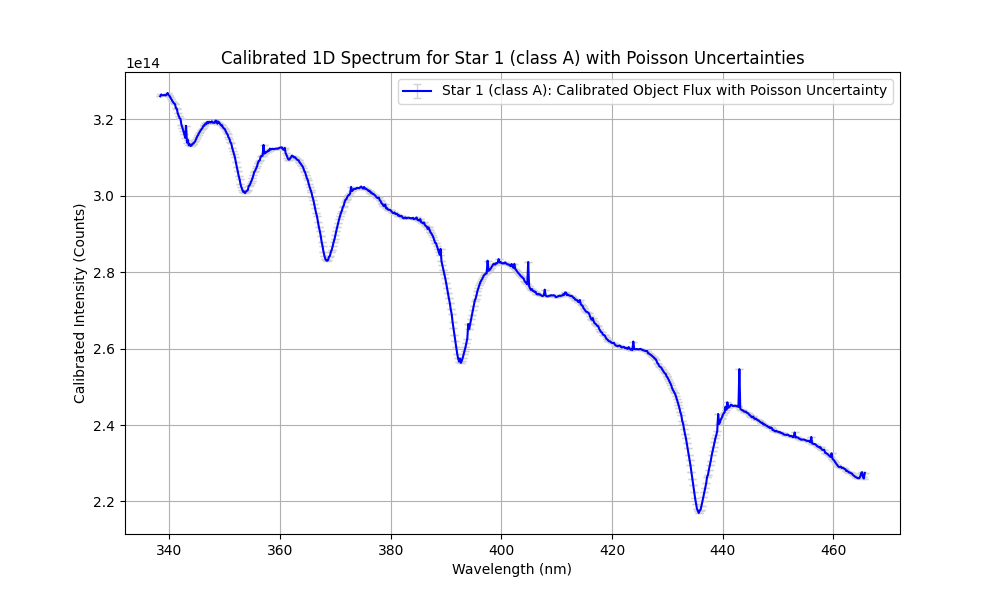 Calibrated 1D Spectrum for Star 1 (class A) with Poisson Uncertainties
1e14
Star 1 (class A): Calibrated Object Flux with Poisson Uncertainty
3.2
3.0
2.8
2.6
2.4
2.2
Calibrated Intensity (Counts)
340 360 380 400 420 440 460
Wavelength (nm)